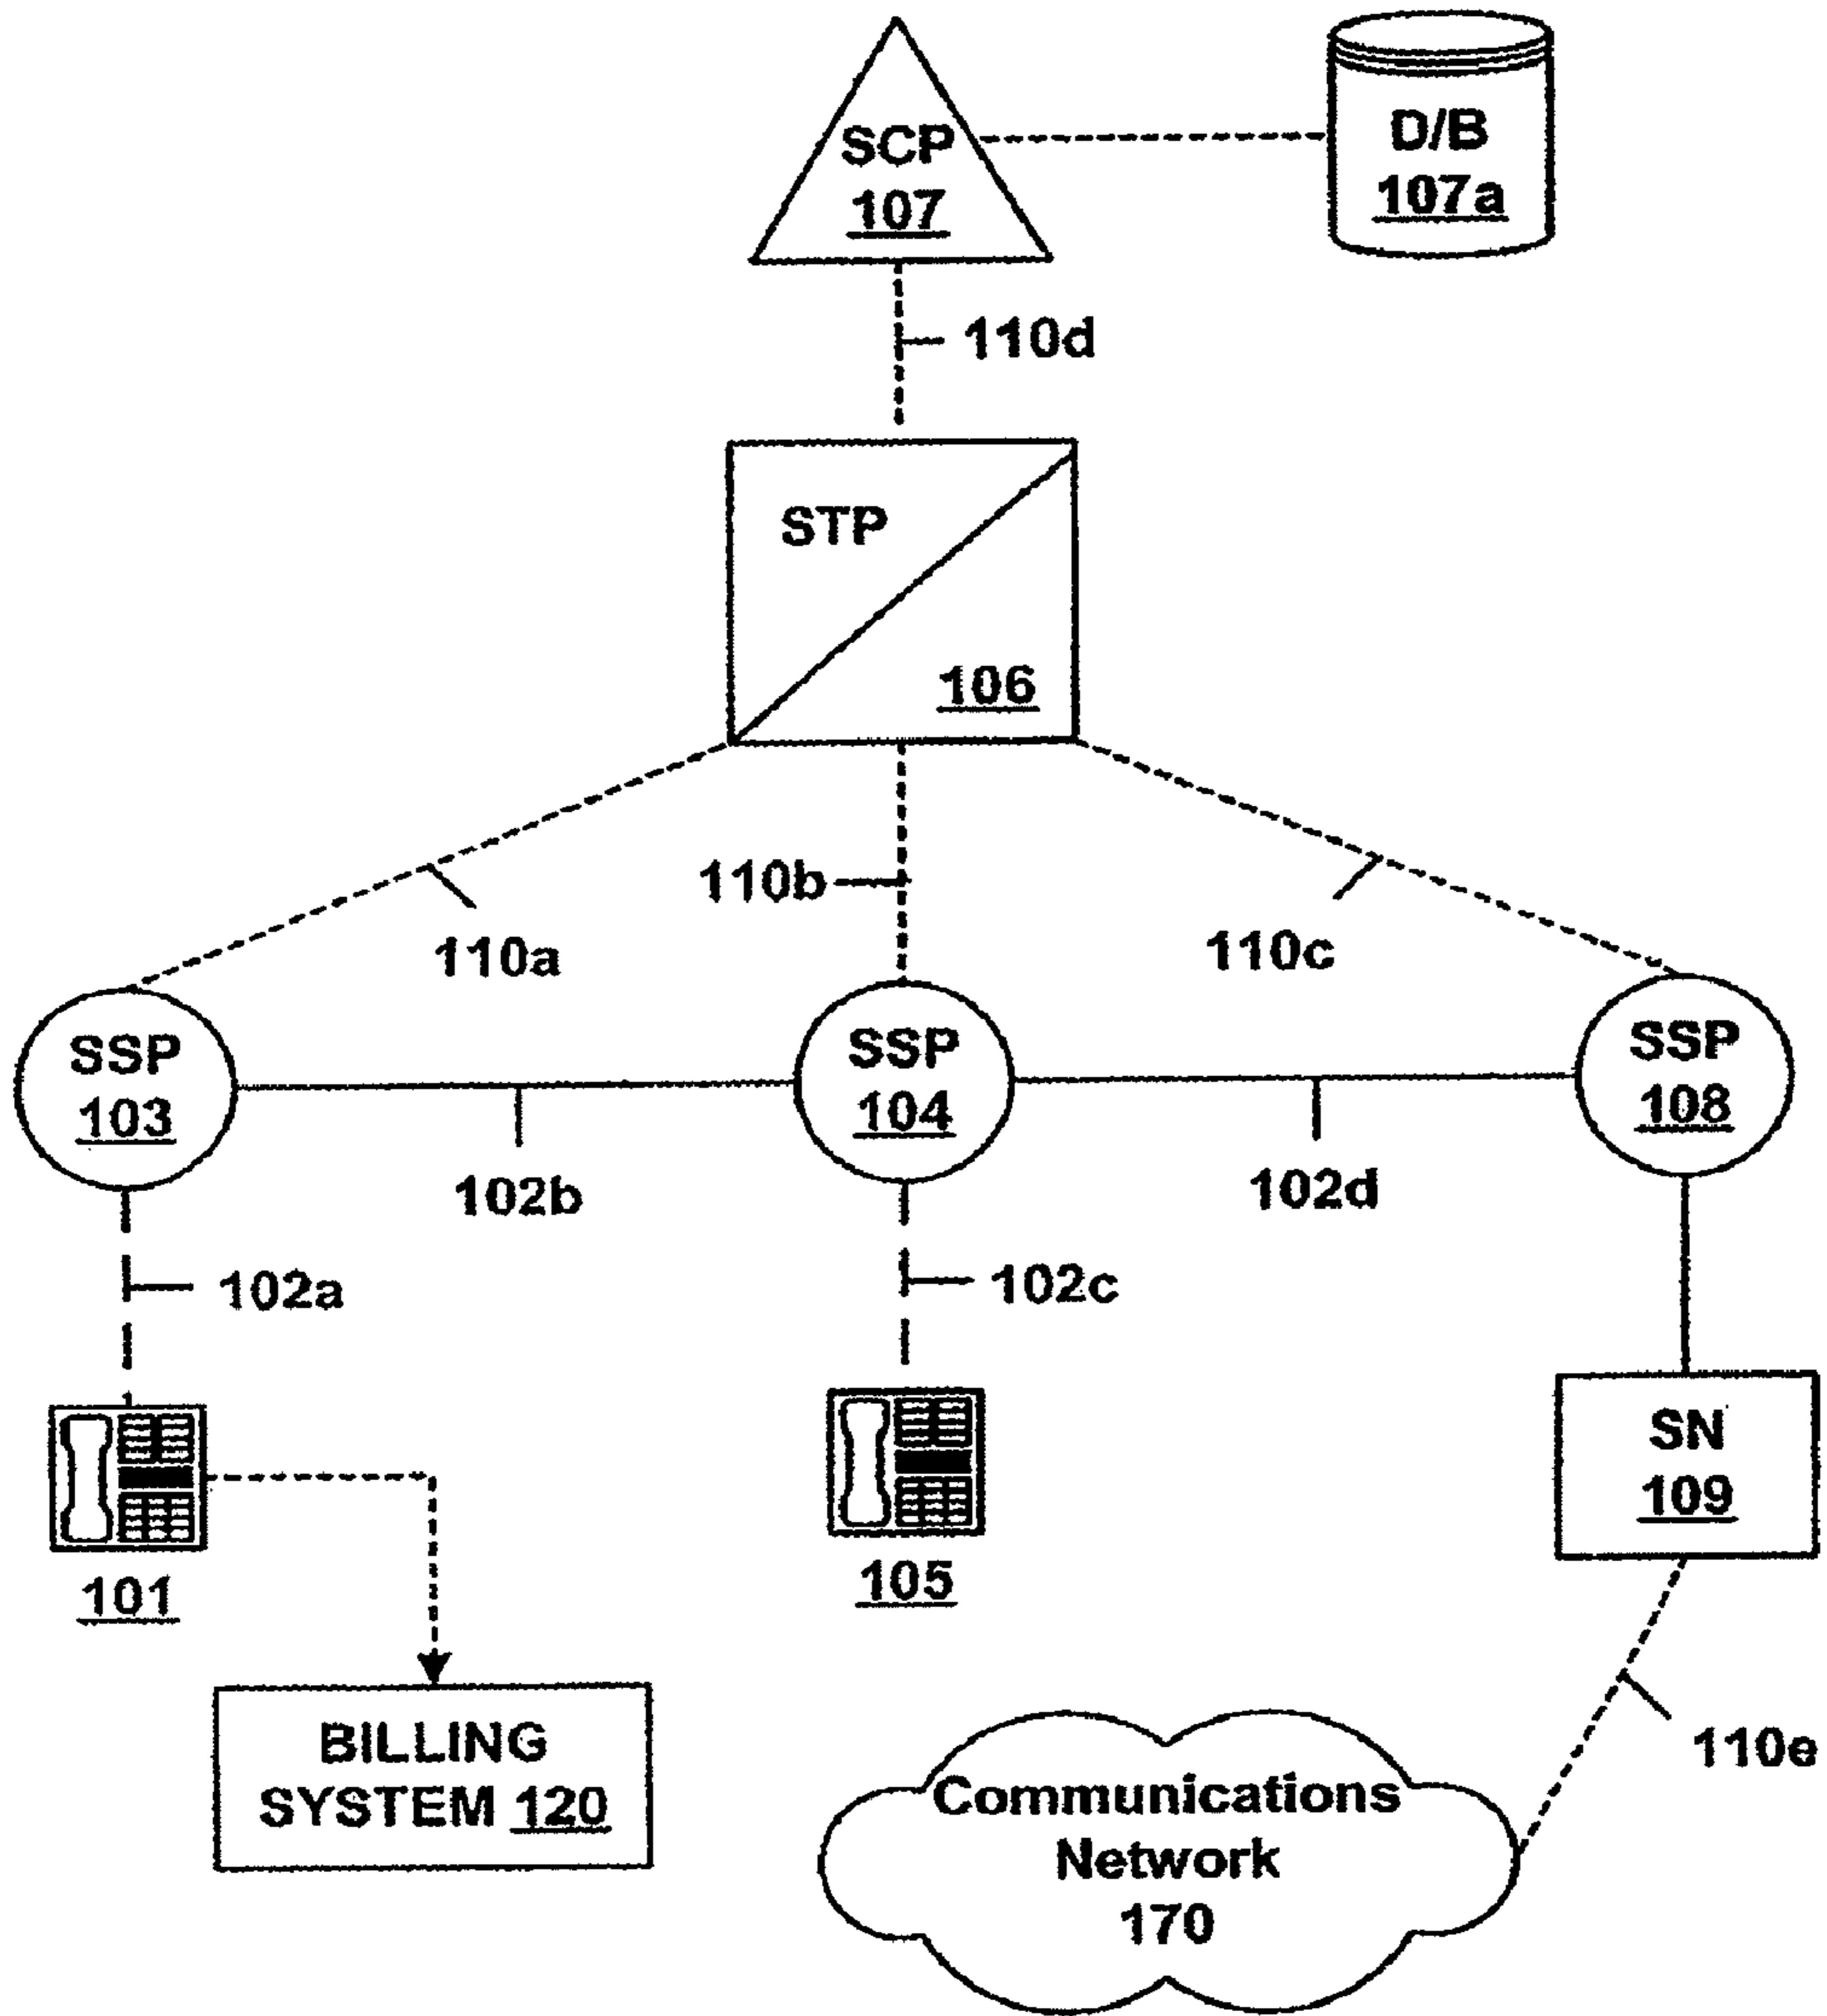 SCP
107
D/B
107a
110d
STP
106
110a
110b
110c
SSP
103
SSP
104
SSP
108
102b
102d
102a
102c
SN
109
101
105
110e
BILLING
SYSTEM 120
Communications
Network
170